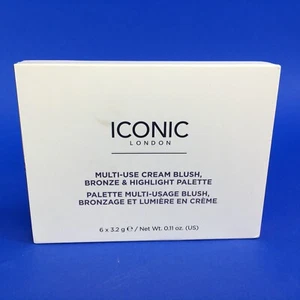 ICONIC
LONDON
MULTI-USE CREAM BLUSH,
BRONZE & HIGHLIGHT PALETTE
PALETTE MULTI-USAGE BLUSH,
BRONZAGE ET LUMIÈRE EN CRÈME
6 x 3.2 g ℮ / Net Wt. 0.11 oz. (US)